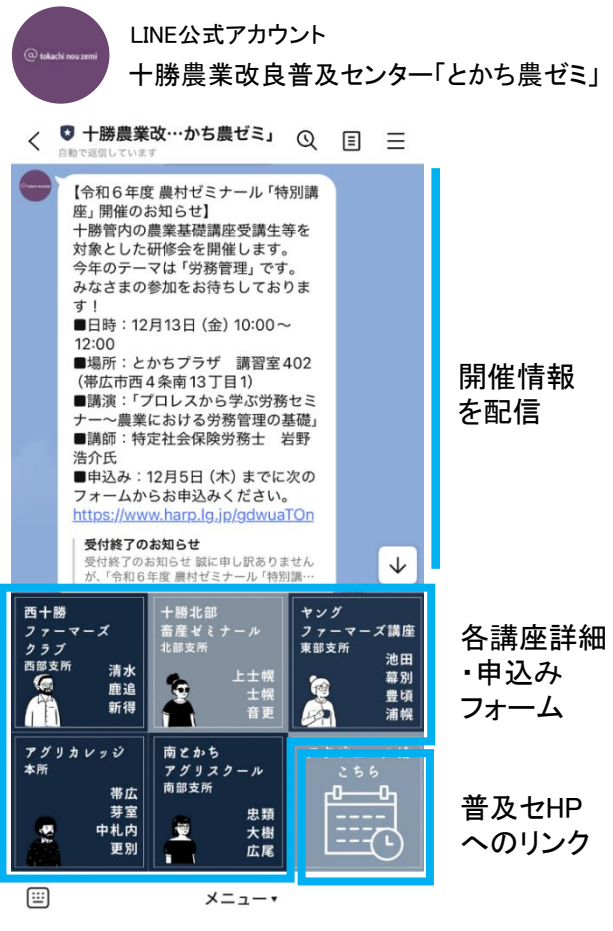 @ tokachi nou zemi
LINE公式アカウント
十勝農業改良普及センター「とかち農ゼミ」
十勝農業改…かち農ゼミ」
自動で返信しています
【令和6年度 農村ゼミナール「特別講
座」開催のお知らせ】
十勝管内の農業基礎講座受講生等を
対象とした研修会を開催します。
今年のテーマは「労務管理」です。
みなさまの参加をお待ちしておりま
す！
■日時：12月13日（金）10:00～
12:00
■場所：とかちプラザ　講習室402
（帯広市西4条南13丁目1）
■講演：「プロレスから学ぶ労務セミ
ナー～農業における労務管理の基礎」
■講師：特定社会保険労務士　岩野
浩介氏
■申込み：12月5日（木）までに次の
フォームからお申込みください。
https://www.harp.lg.jp/gdwuaTOn
受付終了のお知らせ
受付終了のお知らせ 誠に申し訳ありません
が、「令和6年度 農村ゼミナール「特別講…
開催情報
を配信
西十勝
ファーマーズ
クラブ
西部支所
清水
鹿追
新得
十勝北部
畜産ゼミナール
北部支所
上士幌
士幌
音更
ヤング
ファーマーズ講座
東部支所
池田
幕別
豊頃
浦幌
各講座詳細
・申込み
フォーム
アグリカレッジ
本所
帯広
芽室
中札内
更別
南とかち
アグリスクール
南部支所
忠類
大樹
広尾
こちら
普及セHP
へのリンク
メニュー▾